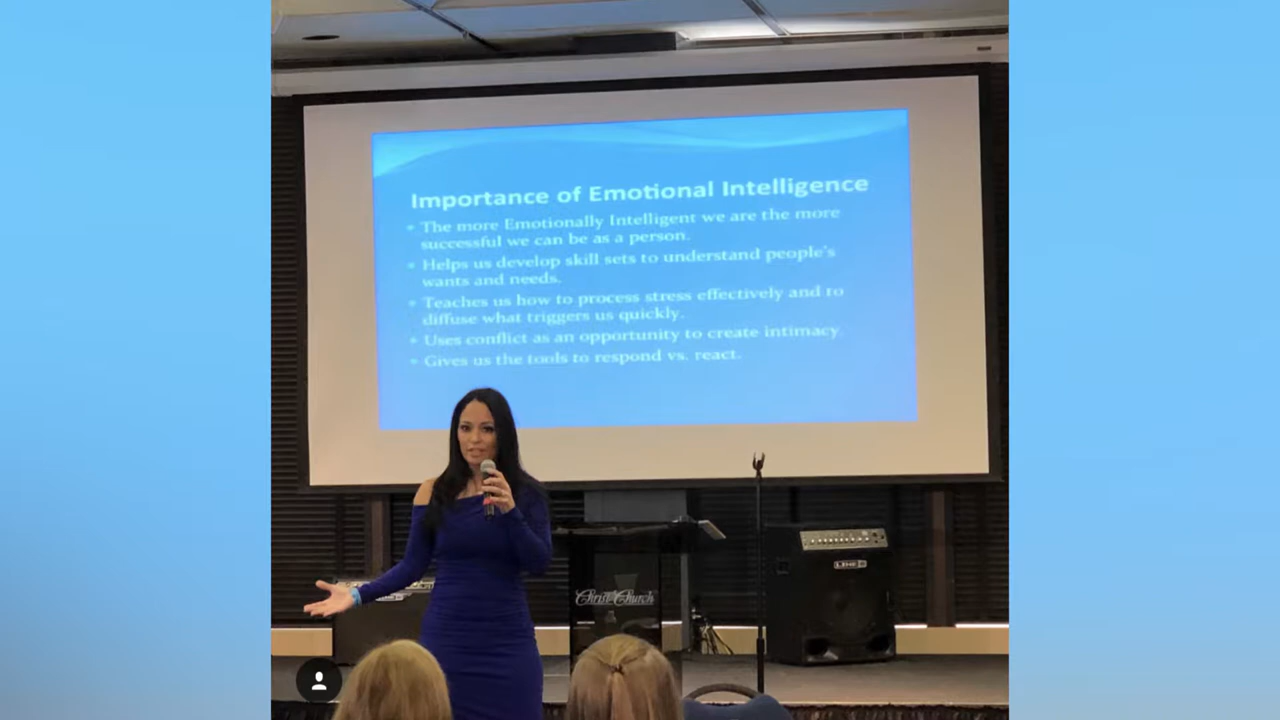 Importance of Emotional Intelligence
The more Emotionally Intelligent we are the more
successful we can be as a person.
Helps us develop skill sets to understand people's
wants and needs.
Teaches us how to process stress effectively and to
diffuse what triggers us quickly.
Uses conflict as an opportunity to create intimacy.
Gives us the tools to respond vs. react.
LINE 6
Christ Church